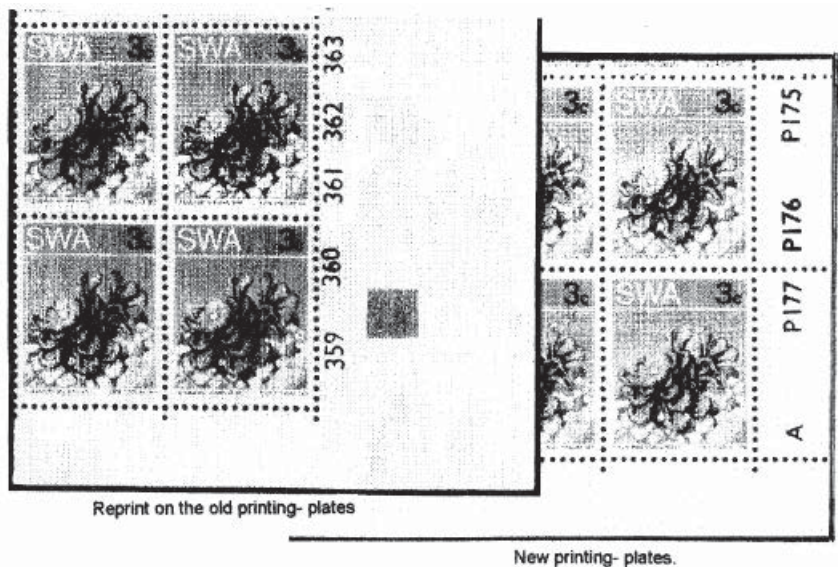 SWA 3c SWA 3c
363
362
361
SWA 3c SWA 3c
360
359
Reprint on the old printing- plates
3c SWA 3c
P175
P176
3c SWA 3c
P177
A
New printing- plates.